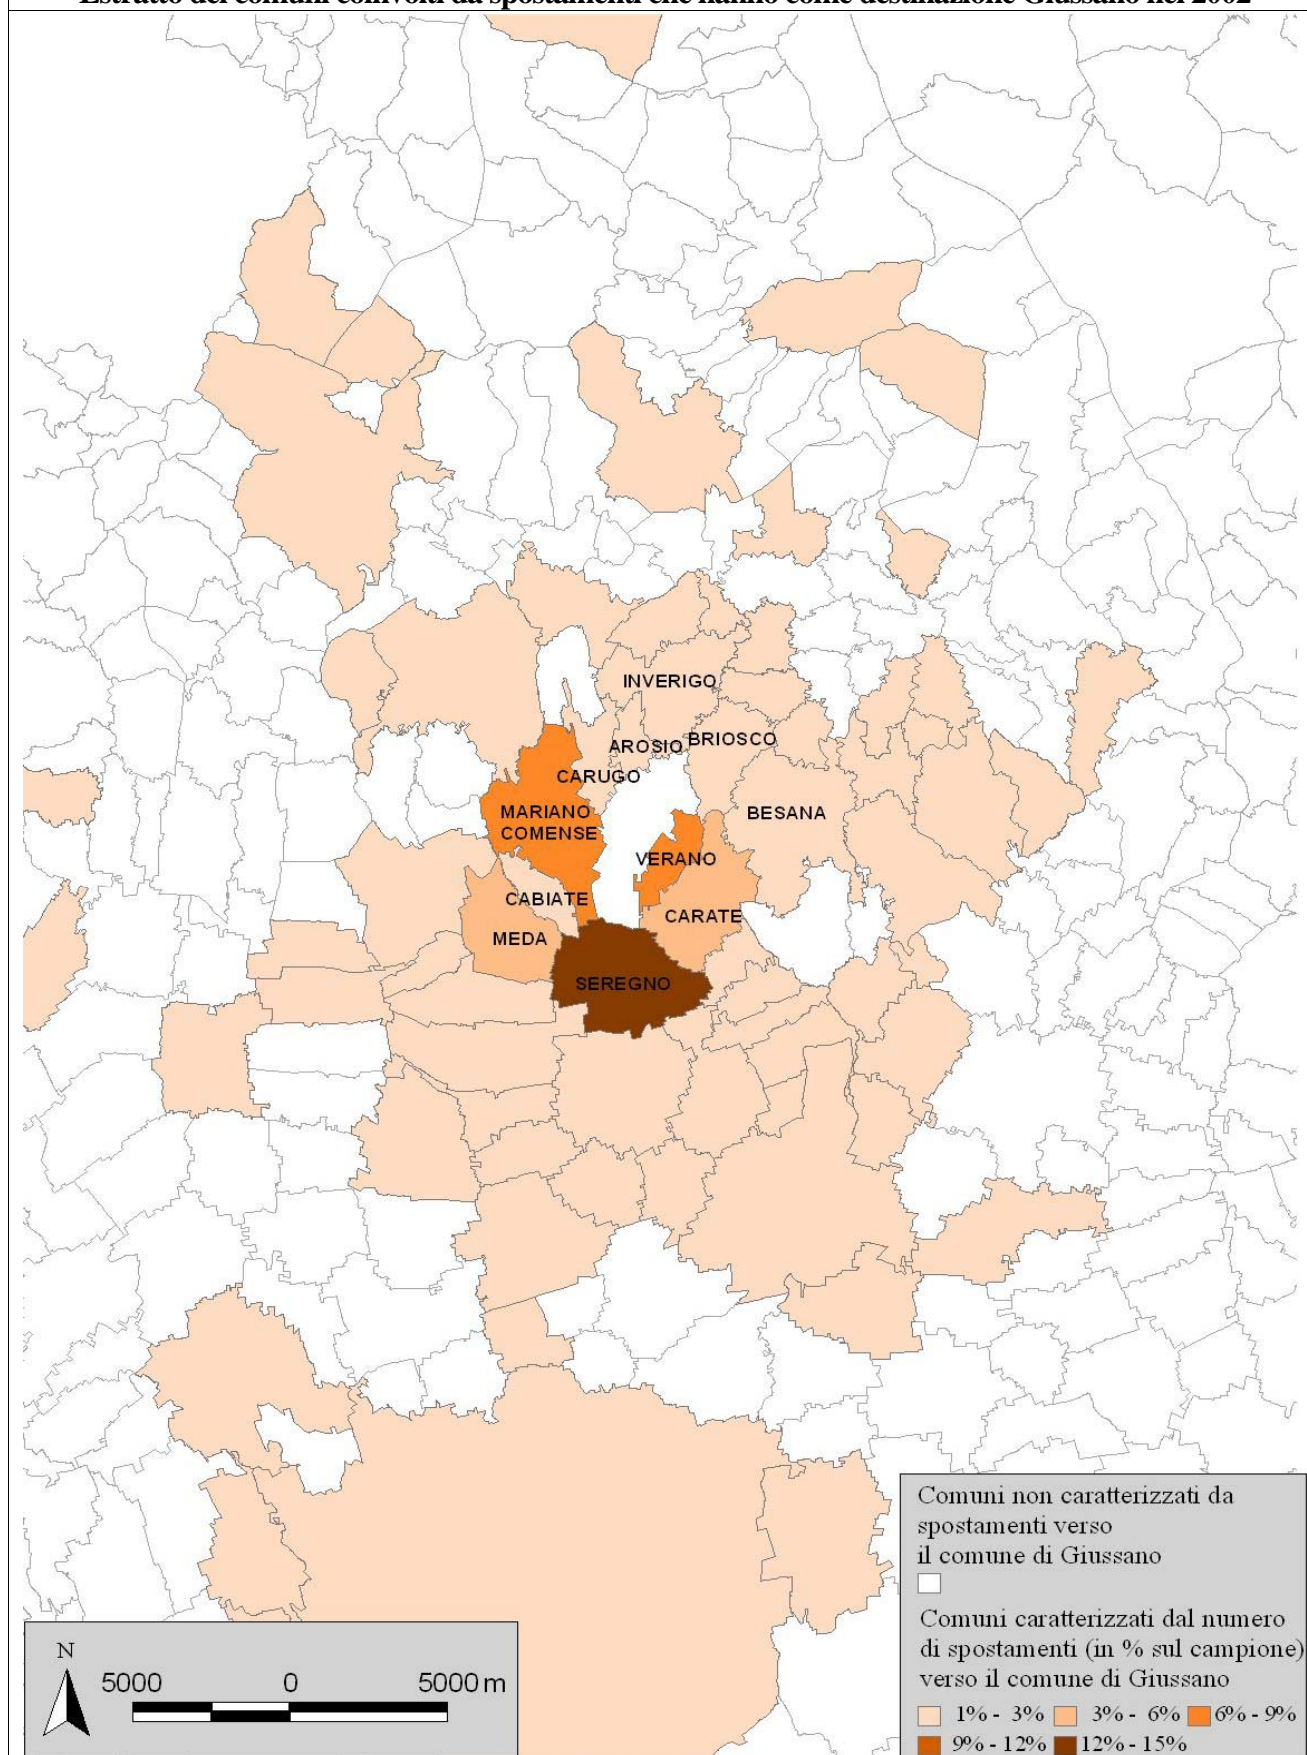 Estratto dei comuni coinvolti da spostamenti che hanno come destinazione Giussano nel 2002
INVERIGO
AROSIO BRIOSCO
CARUGO
MARIANO
COMENSE
BESANA
VERANO
CABIATE
CARATE
MEDA
SEREGNO
Comuni non caratterizzati da
spostamenti verso
il comune di Giussano
Comuni caratterizzati dal numero
di spostamenti (in % sul campione)
verso il comune di Giussano
1% - 3% 3% - 6% 6% - 9%
9% - 12% 12% - 15%
N
5000 0 5000 m